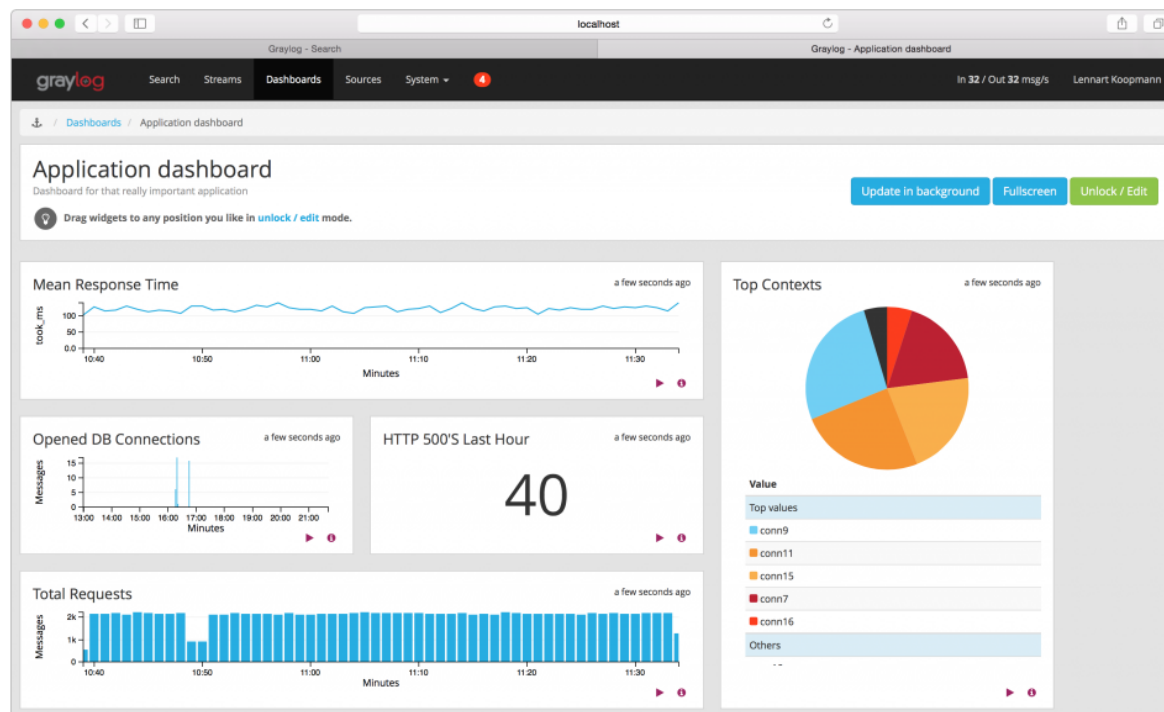 localhost
Graylog - Search
Graylog - Application dashboard
graylog Search Streams Dashboards Sources System 4 In 32 / Out 32 msg/s Lennart Koopmann
/ Dashboards / Application dashboard
Application dashboard
Dashboard for that really important application
Update in background Fullscreen Unlock / Edit
Drag widgets to any position you like in unlock / edit mode.
Mean Response Time a few seconds ago
took_ms
100
50
0.0
10:40 10:50 11:00 11:10 11:20 11:30
Minutes
Opened DB Connections a few seconds ago
Messages
15
10
5
0
13:00 14:00 15:00 16:00 17:00 18:00 19:00 20:00 21:00
Minutes
HTTP 500'S Last Hour a few seconds ago
40
Total Requests a few seconds ago
Messages
2k
1k
0
10:40 10:50 11:00 11:10 11:20 11:30
Minutes
Top Contexts a few seconds ago
Value
Top values
conn9
conn11
conn15
conn7
conn16
Others